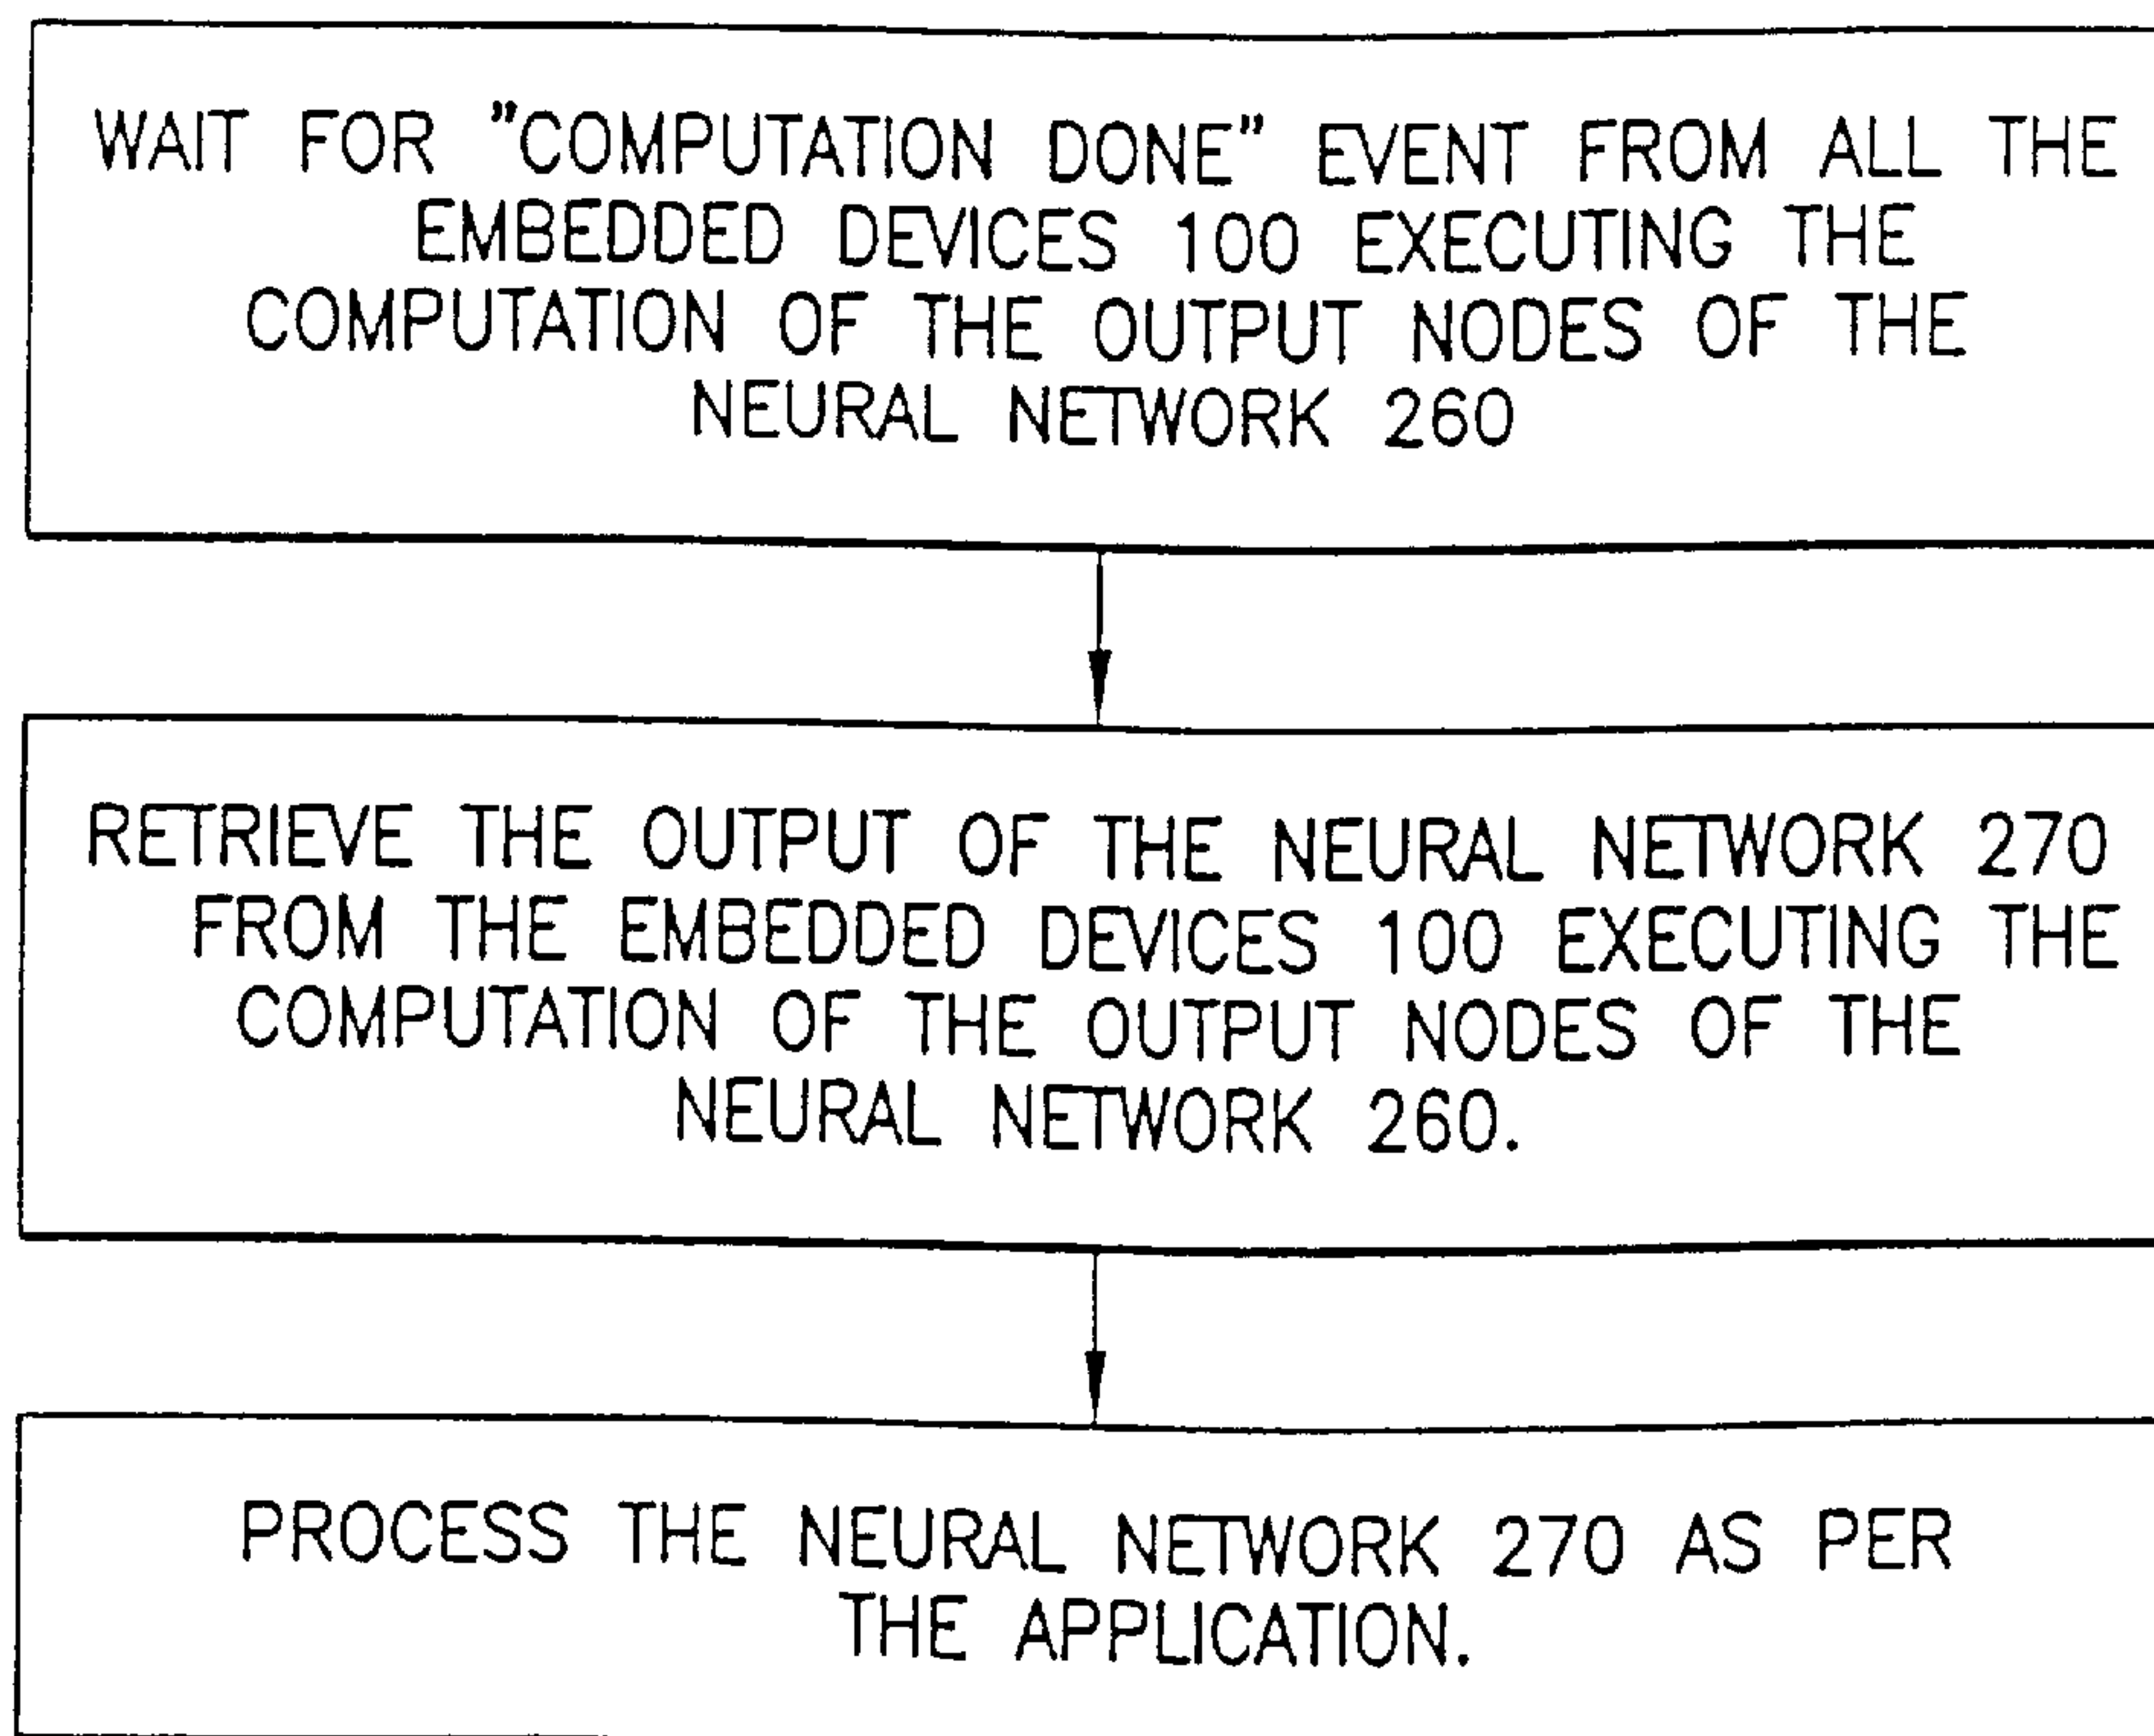 WAIT FOR "COMPUTATION DONE" EVENT FROM ALL THE
EMBEDDED DEVICES 100 EXECUTING THE
COMPUTATION OF THE OUTPUT NODES OF THE
NEURAL NETWORK 260
RETRIEVE THE OUTPUT OF THE NEURAL NETWORK 270
FROM THE EMBEDDED DEVICES 100 EXECUTING THE
COMPUTATION OF THE OUTPUT NODES OF THE
NEURAL NETWORK 260.
PROCESS THE NEURAL NETWORK 270 AS PER
THE APPLICATION.